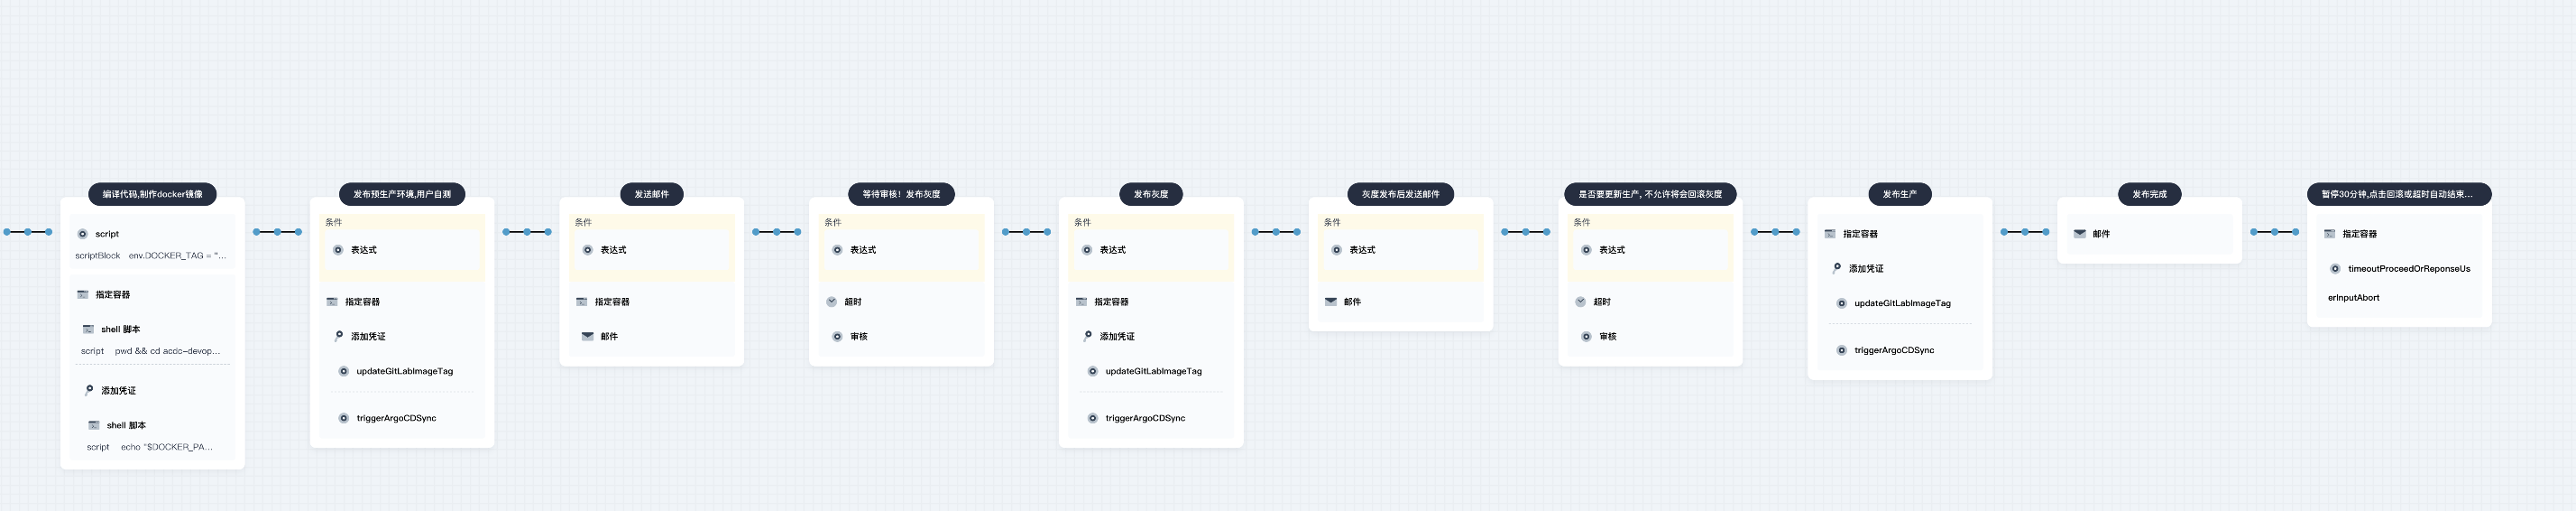 编译代码,制作docker镜像
script
scriptBlock env.DOCKER_TAG = "...
指定容器
shell 脚本
script pwd && cd acdc-devop...
添加凭证
shell 脚本
script echo "$DOCKER_PA...
发布预生产环境,用户自测
条件
表达式
指定容器
添加凭证
updateGitLabImageTag
triggerArgoCDSync
发送邮件
条件
表达式
指定容器
邮件
等待审核！发布灰度
条件
表达式
超时
审核
发布灰度
条件
表达式
指定容器
添加凭证
updateGitLabImageTag
triggerArgoCDSync
灰度发布后发送邮件
条件
表达式
邮件
是否要更新生产, 不允许将会回滚灰度
条件
表达式
超时
审核
发布生产
指定容器
添加凭证
updateGitLabImageTag
triggerArgoCDSync
发布完成
邮件
暂停30分钟,点击回滚或超时自动结束...
指定容器
timeoutProceedOrReponseUs
erInputAbort